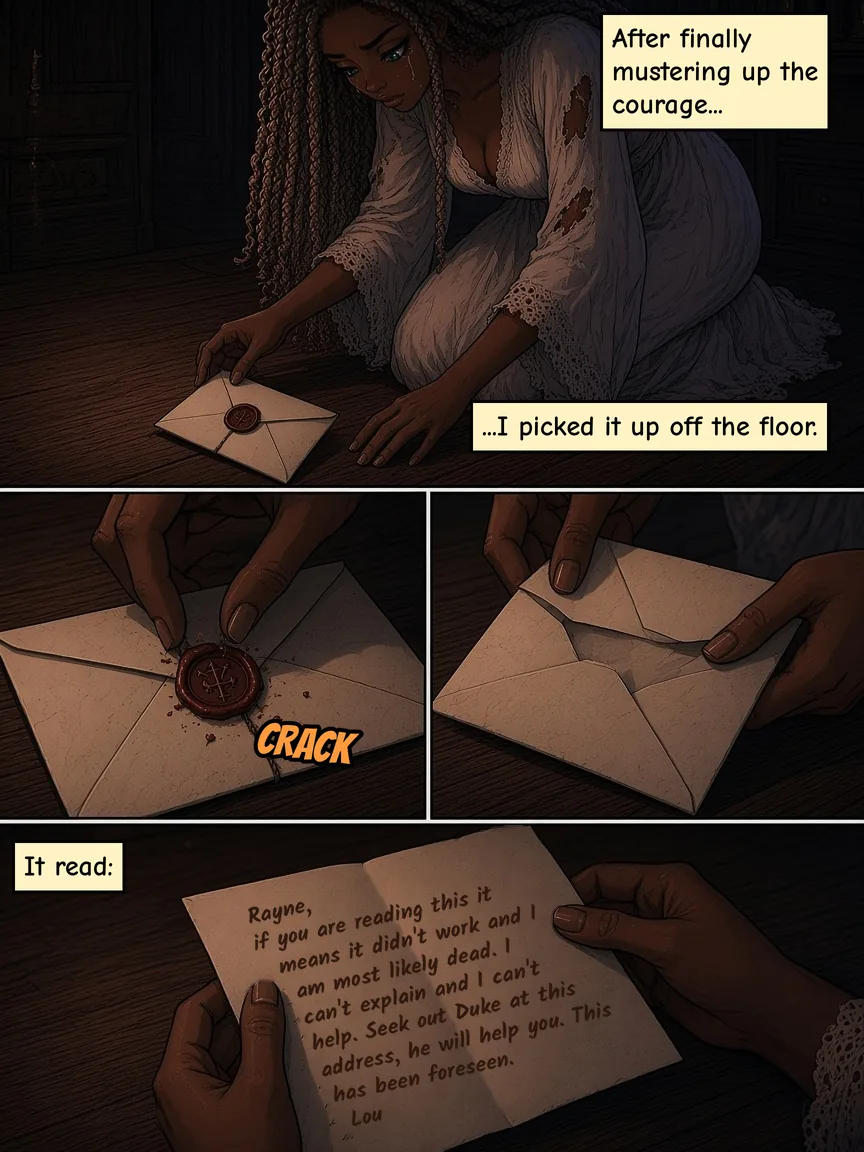 After finally
mustering up the
courage...
...I picked it up off the floor.
CRACK
It read:
Rayne,
if you are reading this it
means it didn't work and I
am most likely dead. I
can't explain and I can't
help. Seek out Duke at this
address, he will help you. This
has been foreseen.
Lou